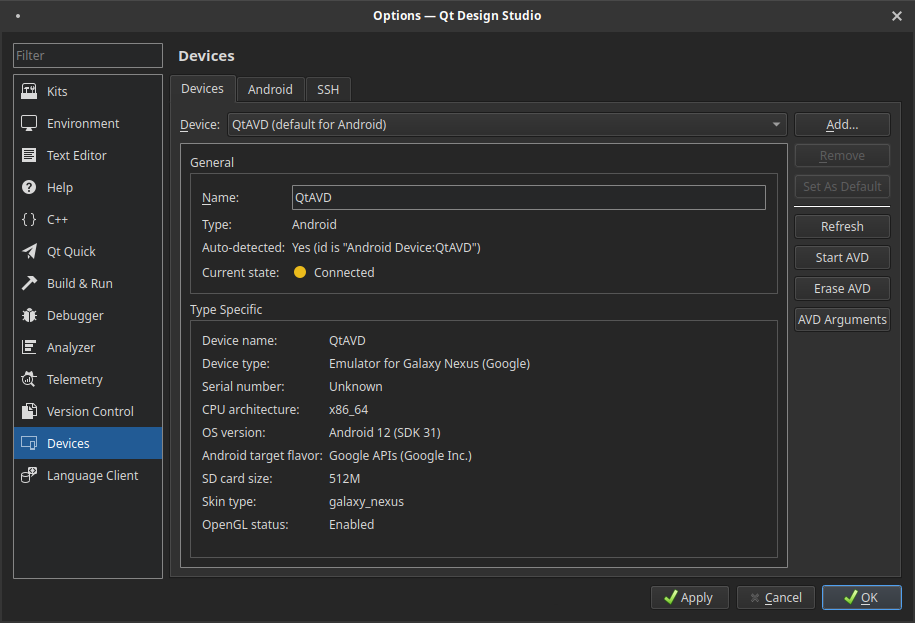 Options — Qt Design Studio
Filter
Kits
Environment
Text Editor
Help
C++
Qt Quick
Build & Run
Debugger
Analyzer
Telemetry
Version Control
Devices
Language Client
Devices
Devices Android SSH
Device: QtAVD (default for Android)
Add...
Remove
Set As Default
Refresh
Start AVD
Erase AVD
AVD Arguments
General
Name: QtAVD
Type: Android
Auto-detected: Yes (id is "Android Device:QtAVD")
Current state: Connected
Type Specific
Device name: QtAVD
Device type: Emulator for Galaxy Nexus (Google)
Serial number: Unknown
CPU architecture: x86_64
OS version: Android 12 (SDK 31)
Android target flavor: Google APIs (Google Inc.)
SD card size: 512M
Skin type: galaxy_nexus
OpenGL status: Enabled
Apply Cancel OK